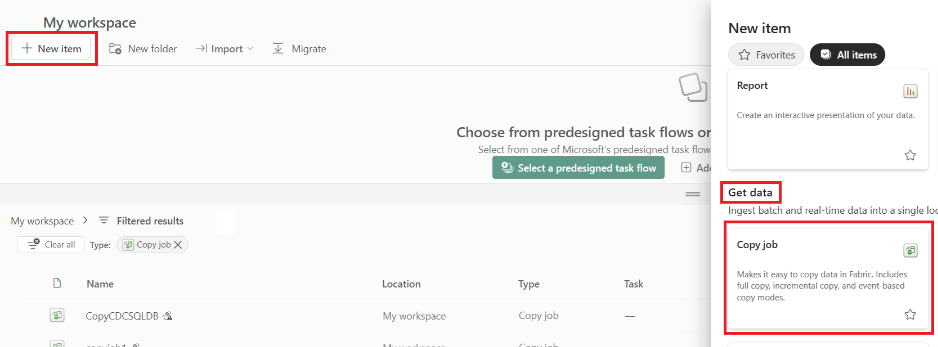 My workspace
New item
New folder
Import
Migrate
Choose from predesigned task flows or
Select from one of Microsoft's predesigned task flow
Select a predesigned task flow
Add
My workspace
Filtered results
Clear all
Type:
Copy job
Name
Location
Type
Task
CopyCDCSQLDB
My workspace
Copy job
—
New item
Favorites
All items
Report
Create an interactive presentation of your data.
Get data
Ingest batch and real-time data into a single loc
Copy job
Makes it easy to copy data in Fabric. Includes
full copy, incremental copy, and event-based
copy modes.